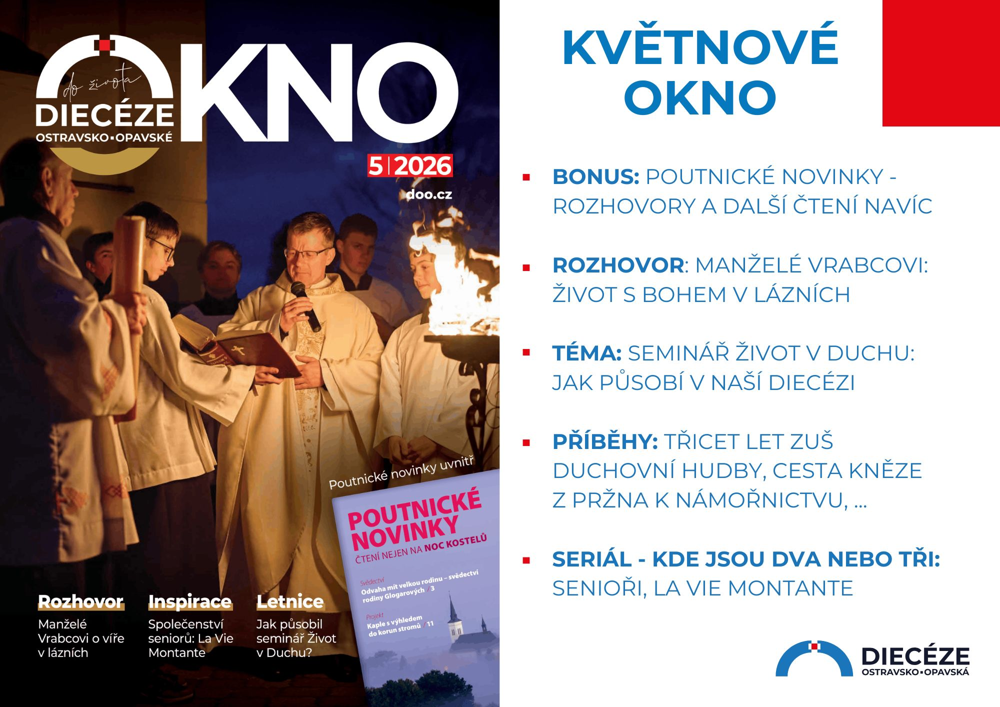 do života
OKNO
DIECÉZE
OSTRAVSKO▪OPAVSKÉ
5|2026
doo.cz
Poutnické novinky uvnitř
POUTNICKÉ
NOVINKY
ČTENÍ NEJEN NA NOC KOSTELŮ
Svědectví
Odvaha mít velkou rodinu – svědectví
rodiny Glogarových / 3
Projekt
Kaple s výhledem
do korun stromů / 11
Rozhovor
Manželé
Vrabcovi o víře
v lázních
Inspirace
Společenství
seniorů: La Vie
Montante
Letnice
Jak působil
seminář Život
v Duchu?
KVĚTNOVÉ
OKNO
BONUS: POUTNICKÉ NOVINKY -
ROZHOVORY A DALŠÍ ČTENÍ NAVÍC
ROZHOVOR: MANŽELÉ VRABCOVI:
ŽIVOT S BOHEM V LÁZNÍCH
TÉMA: SEMINÁŘ ŽIVOT V DUCHU:
JAK PŮSOBÍ V NAŠÍ DIECÉZI
PŘÍBĚHY: TŘICET LET ZUŠ
DUCHOVNÍ HUDBY, CESTA KNĚZE
Z PRŽNA K NÁMOŘNICTVU, ...
SERIÁL - KDE JSOU DVA NEBO TŘI:
SENIOŘI, LA VIE MONTANTE
DIECÉZE
OSTRAVSKO▪OPAVSKÁ